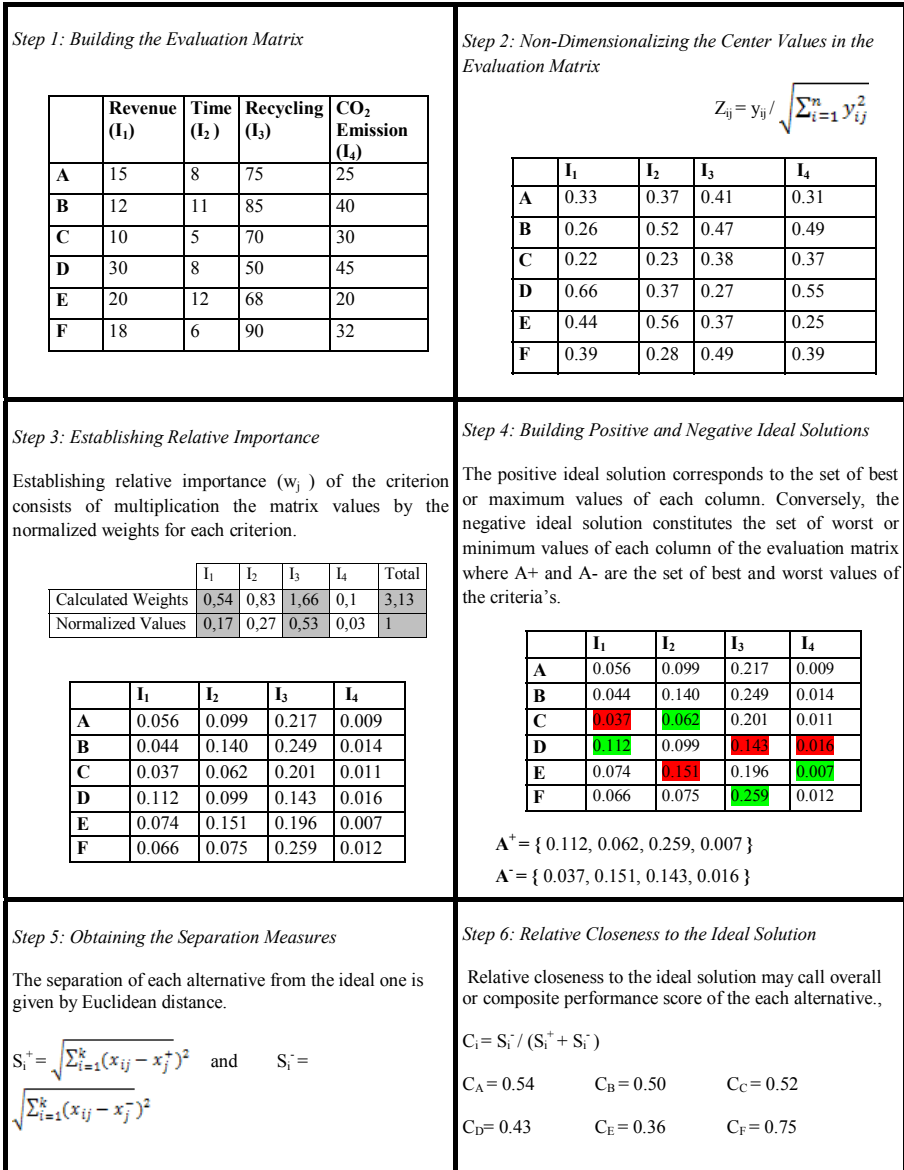 Step 1: Building the Evaluation Matrix
Revenue (I₁) Time (I₂ ) Recycling (I₃) CO₂ Emission (I₄)
A 15 8 75 25
B 12 11 85 40
C 10 5 70 30
D 30 8 50 45
E 20 12 68 20
F 18 6 90 32
Step 2: Non-Dimensionalizing the Center Values in the
Evaluation Matrix
Zᵢⱼ = yᵢⱼ / √(∑ⁿᵢ₌₁ y²ᵢⱼ)
I₁ I₂ I₃ I₄
A 0.33 0.37 0.41 0.31
B 0.26 0.52 0.47 0.49
C 0.22 0.23 0.38 0.37
D 0.66 0.37 0.27 0.55
E 0.44 0.56 0.37 0.25
F 0.39 0.28 0.49 0.39
Step 3: Establishing Relative Importance
Establishing relative importance (wⱼ ) of the criterion
consists of multiplication the matrix values by the
normalized weights for each criterion.
I₁ I₂ I₃ I₄ Total
Calculated Weights 0,54 0,83 1,66 0,1 3,13
Normalized Values 0,17 0,27 0,53 0,03 1
I₁ I₂ I₃ I₄
A 0.056 0.099 0.217 0.009
B 0.044 0.140 0.249 0.014
C 0.037 0.062 0.201 0.011
D 0.112 0.099 0.143 0.016
E 0.074 0.151 0.196 0.007
F 0.066 0.075 0.259 0.012
Step 4: Building Positive and Negative Ideal Solutions
The positive ideal solution corresponds to the set of best
or maximum values of each column. Conversely, the
negative ideal solution constitutes the set of worst or
minimum values of each column of the evaluation matrix
where A+ and A- are the set of best and worst values of
the criteria's.
I₁ I₂ I₃ I₄
A 0.056 0.099 0.217 0.009
B 0.044 0.140 0.249 0.014
C 0.037 0.062 0.201 0.011
D 0.112 0.099 0.143 0.016
E 0.074 0.151 0.196 0.007
F 0.066 0.075 0.259 0.012
A⁺ = { 0.112, 0.062, 0.259, 0.007 }
A⁻ = { 0.037, 0.151, 0.143, 0.016 }
Step 5: Obtaining the Separation Measures
The separation of each alternative from the ideal one is
given by Euclidean distance.
Sᵢ⁺ = √(∑ᵏᵢ₌₁(xᵢⱼ − xⱼ⁺)²) and Sᵢ⁻ =
√(∑ᵏᵢ₌₁(xᵢⱼ − xⱼ⁻)²)
Step 6: Relative Closeness to the Ideal Solution
Relative closeness to the ideal solution may call overall
or composite performance score of the each alternative.,
Cᵢ = Sᵢ⁻ / (Sᵢ⁺ + Sᵢ⁻ )
C_A = 0.54 C_B = 0.50 C_C = 0.52
C_D= 0.43 C_E = 0.36 C_F = 0.75